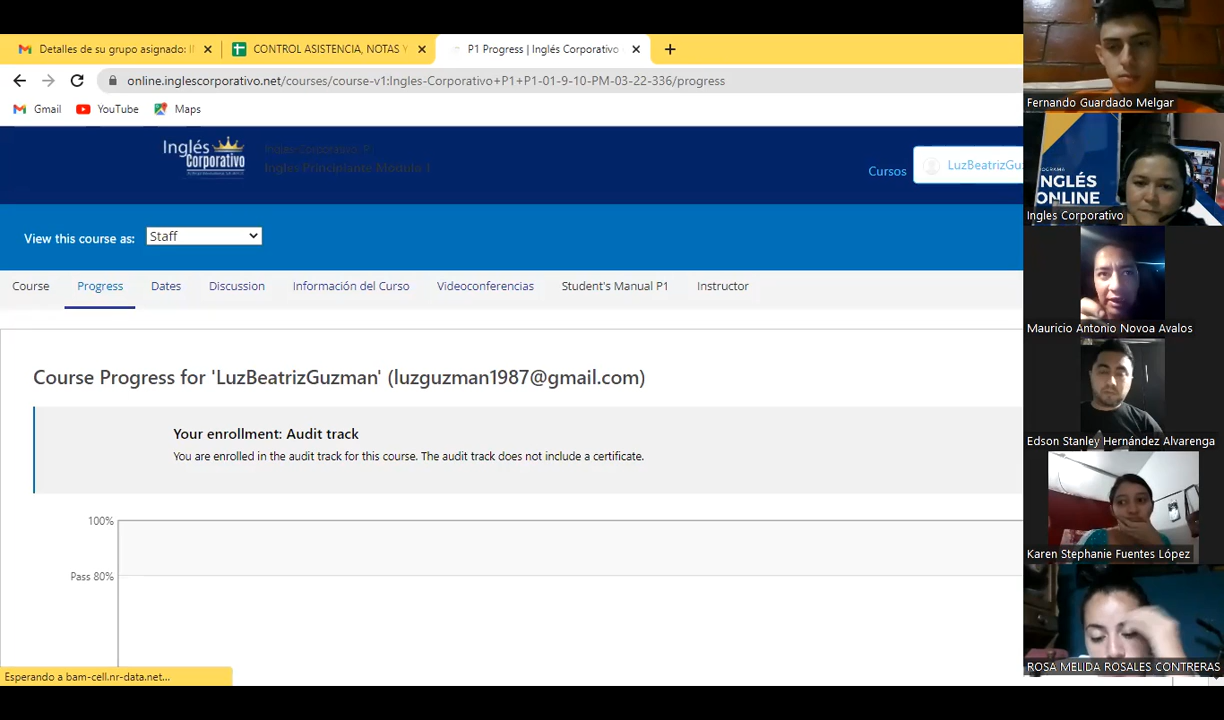 Detalles de su grupo asignado: I
CONTROL ASISTENCIA, NOTAS Y
P1 Progress | Inglés Corporativo
online.inglescorporativo.net/courses/course-v1:Ingles-Corporativo+P1+P1-01-9-10-PM-03-22-336/progress
Gmail
YouTube
Maps
Inglés
Corporativo
Ingles Corporativo P
Inglés Principiante Modulo I
Cursos
LuzBeatrizGu
View this course as:
Staff
Course
Progress
Dates
Discussion
Información del Curso
Videoconferencias
Student's Manual P1
Instructor
Course Progress for 'LuzBeatrizGuzman' (luzguzman1987@gmail.com)
Your enrollment: Audit track
You are enrolled in the audit track for this course. The audit track does not include a certificate.
100%
Pass 80%
Esperando a bam-cell.nr-data.net...
Fernando Guardado Melgar
INGLÉS
ONLINE
Ingles Corporativo
Mauricio Antonio Novoa Avalos
Edson Stanley Hernández Alvarenga
Karen Stephanie Fuentes López
ROSA MELIDA ROSALES CONTRERAS